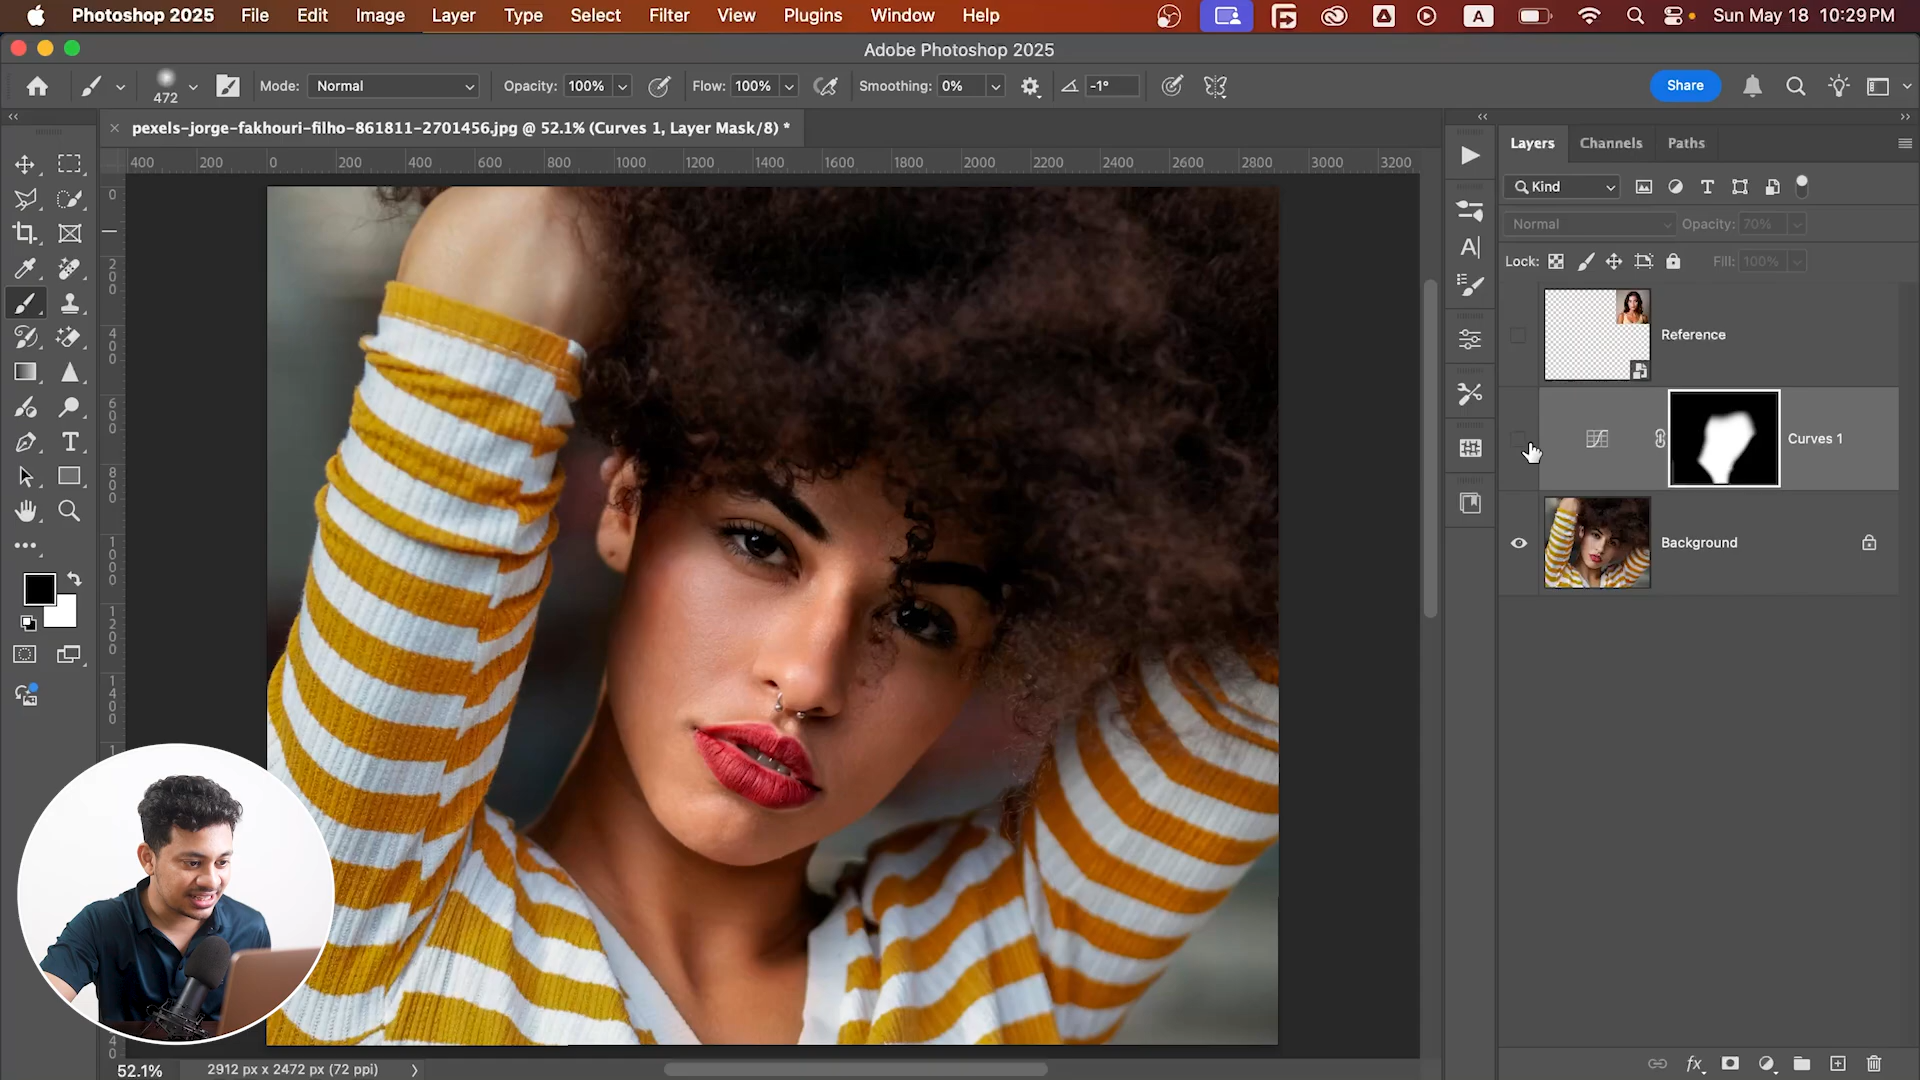 Photoshop 2025 File Edit Image Layer Type Select Filter View Plugins Window Help A Sun May 18 10:29 PM
Adobe Photoshop 2025
472 Mode: Normal Opacity: 100% Flow: 100% Smoothing: 0% -1° Share
pexels-jorge-fakhouri-filho-861811-2701456.jpg @ 52.1% (Curves 1, Layer Mask/8) *
400 200 0 200 400 600 800 1000 1200 1400 1600 1800 2000 2200 2400 2600 2800 3000 3200
0
200
400
600
800
1000
1200
1400
Layers Channels Paths
Kind
Normal Opacity: 70%
Lock: Fill: 100%
Reference
Curves 1
Background
52.1% 2912 px x 2472 px (72 ppi)